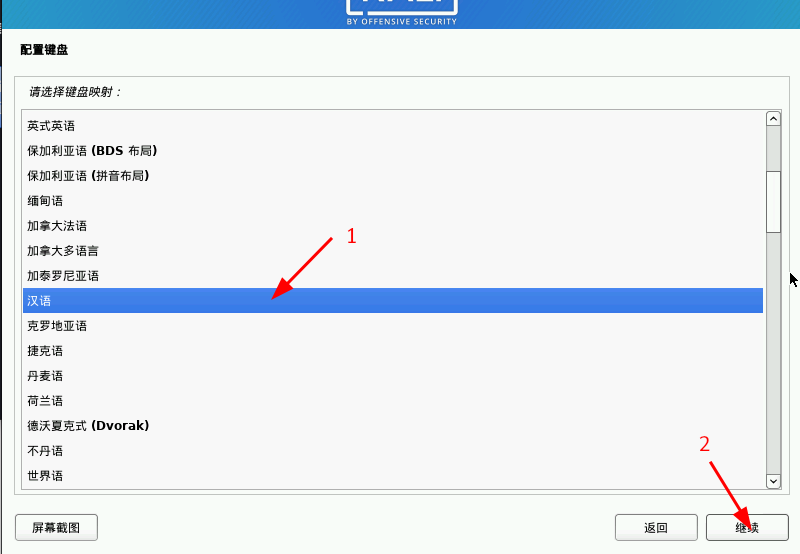 BY OFFENSIVE SECURITY
配置键盘
请选择键盘映射：
英式英语
保加利亚语 (BDS 布局)
保加利亚语 (拼音布局)
缅甸语
加拿大法语
加拿大多语言
加泰罗尼亚语
汉语
克罗地亚语
捷克语
丹麦语
荷兰语
德沃夏克式 (Dvorak)
不丹语
世界语
1
2
屏幕截图
返回
继续